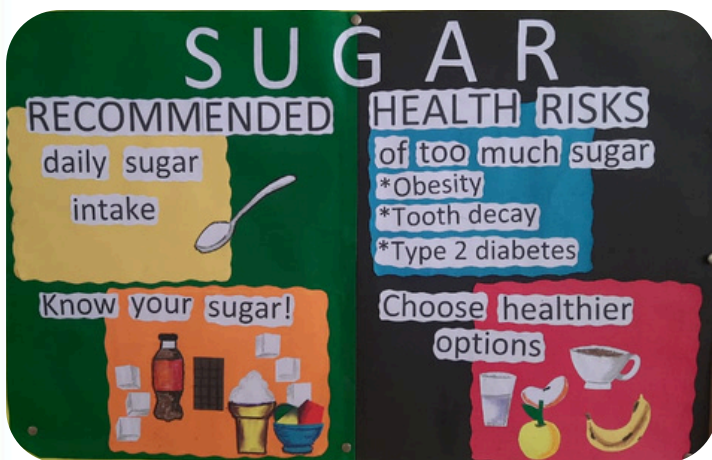 SUGAR
RECOMMENDED
daily sugar
intake
HEALTH RISKS
of too much sugar
*Obesity
*Tooth decay
*Type 2 diabetes
Know your sugar!
Choose healthier
options